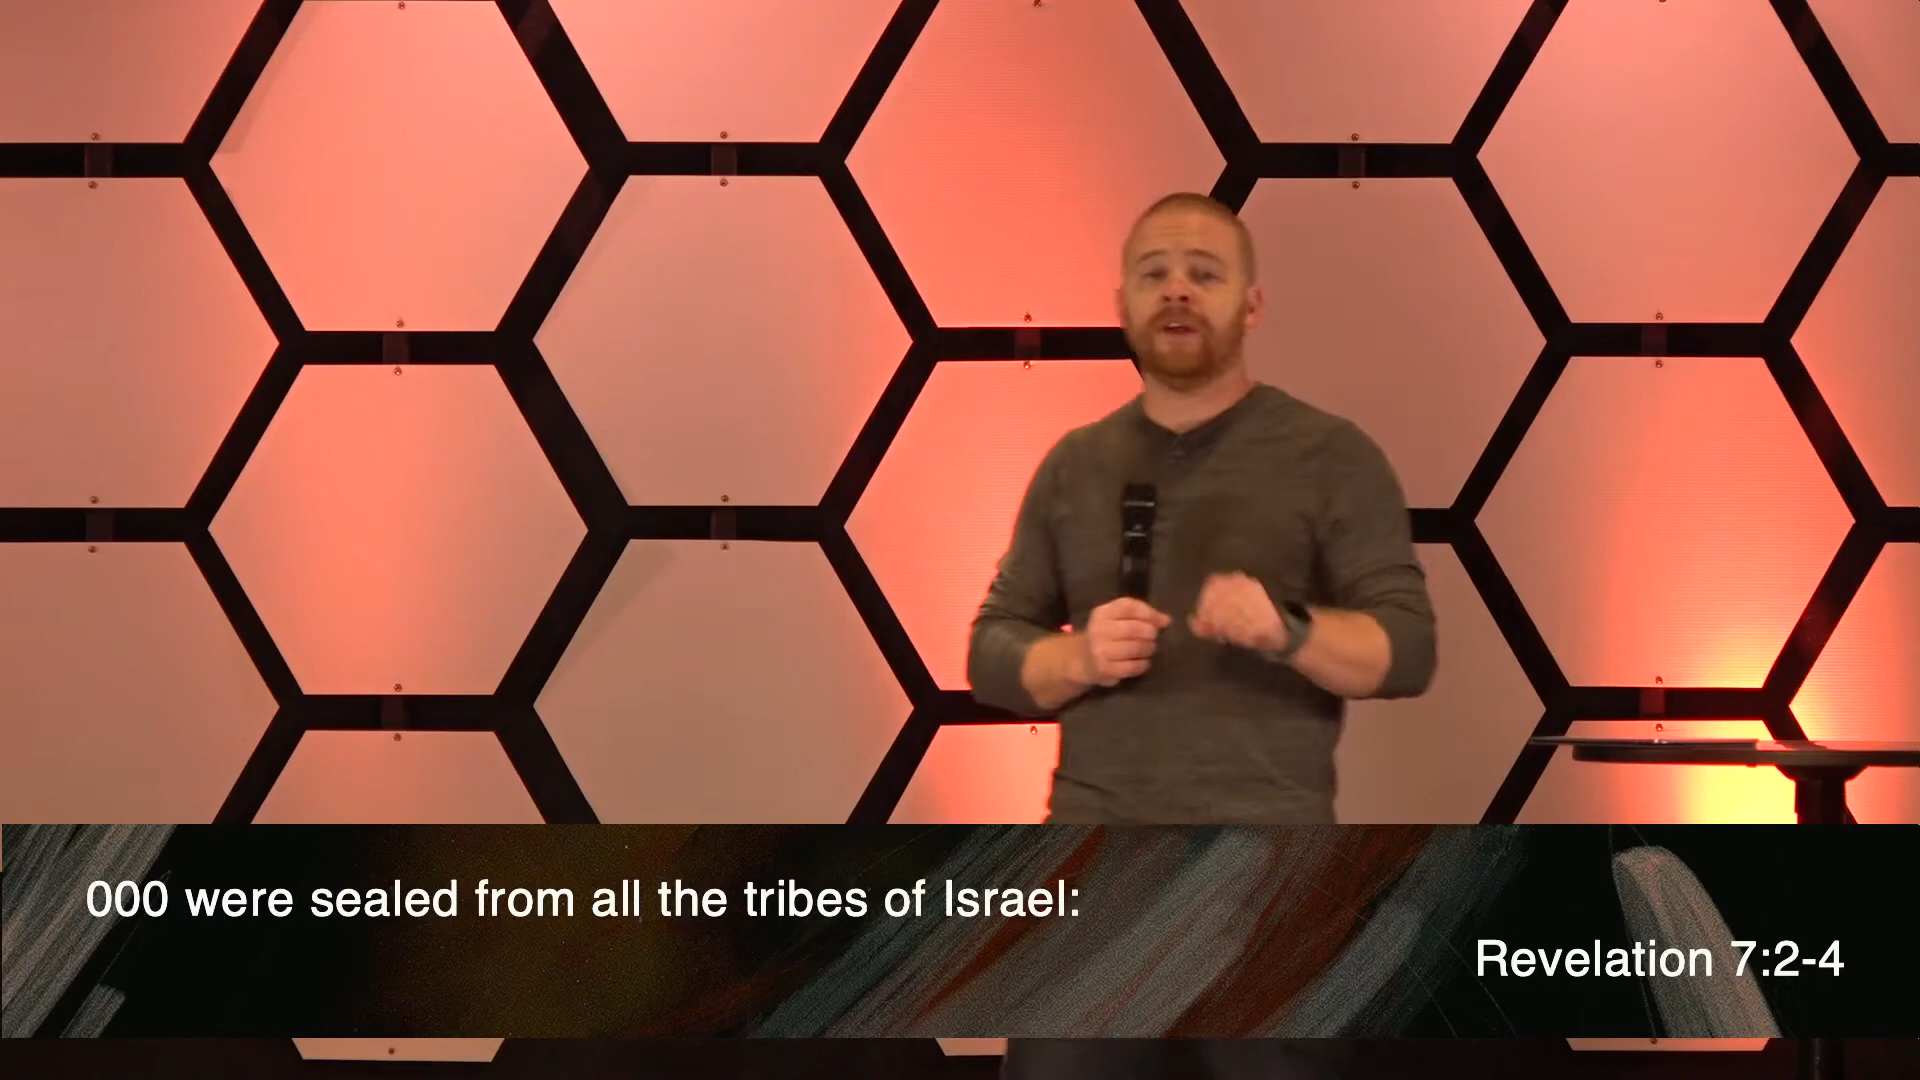 000 were sealed from all the tribes of Israel:
Revelation 7:2-4